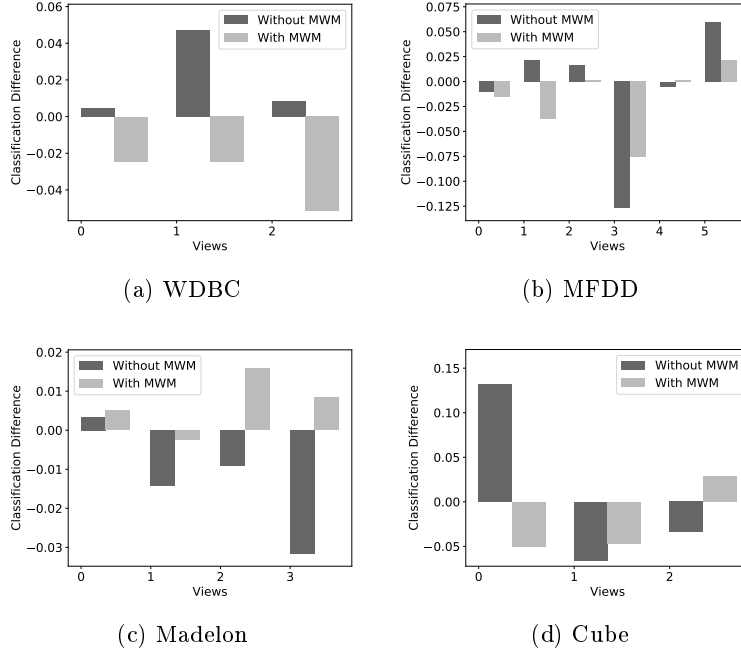 0.06
0.04
0.02
0.00
−0.02
−0.04
Classification Difference
Without MWM
With MWM
0 1 2
Views
(a) WDBC
0.075
0.050
0.025
0.000
−0.025
−0.050
−0.075
−0.100
−0.125
Classification Difference
Without MWM
With MWM
0 1 2 3 4 5
Views
(b) MFDD
0.02
0.01
0.00
−0.01
−0.02
−0.03
Classification Difference
Without MWM
With MWM
0 1 2 3
Views
(c) Madelon
0.15
0.10
0.05
0.00
−0.05
Classification Difference
Without MWM
With MWM
0 1 2
Views
(d) Cube